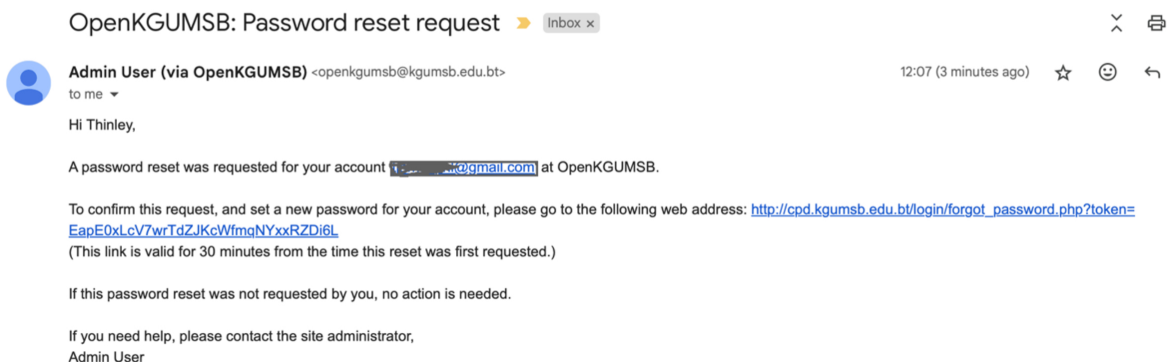 OpenKGUMSB: Password reset request Inbox ×
Admin User (via OpenKGUMSB) <openkgumsb@kgumsb.edu.bt> 12:07 (3 minutes ago)
to me
Hi Thinley,
A password reset was requested for your account @gmail.com at OpenKGUMSB.
To confirm this request, and set a new password for your account, please go to the following web address: http://cpd.kgumsb.edu.bt/login/forgot_password.php?token=
EapE0xLcV7wrTdZJKcWfmqNYxxRZDi6L
(This link is valid for 30 minutes from the time this reset was first requested.)
If this password reset was not requested by you, no action is needed.
If you need help, please contact the site administrator,
Admin User